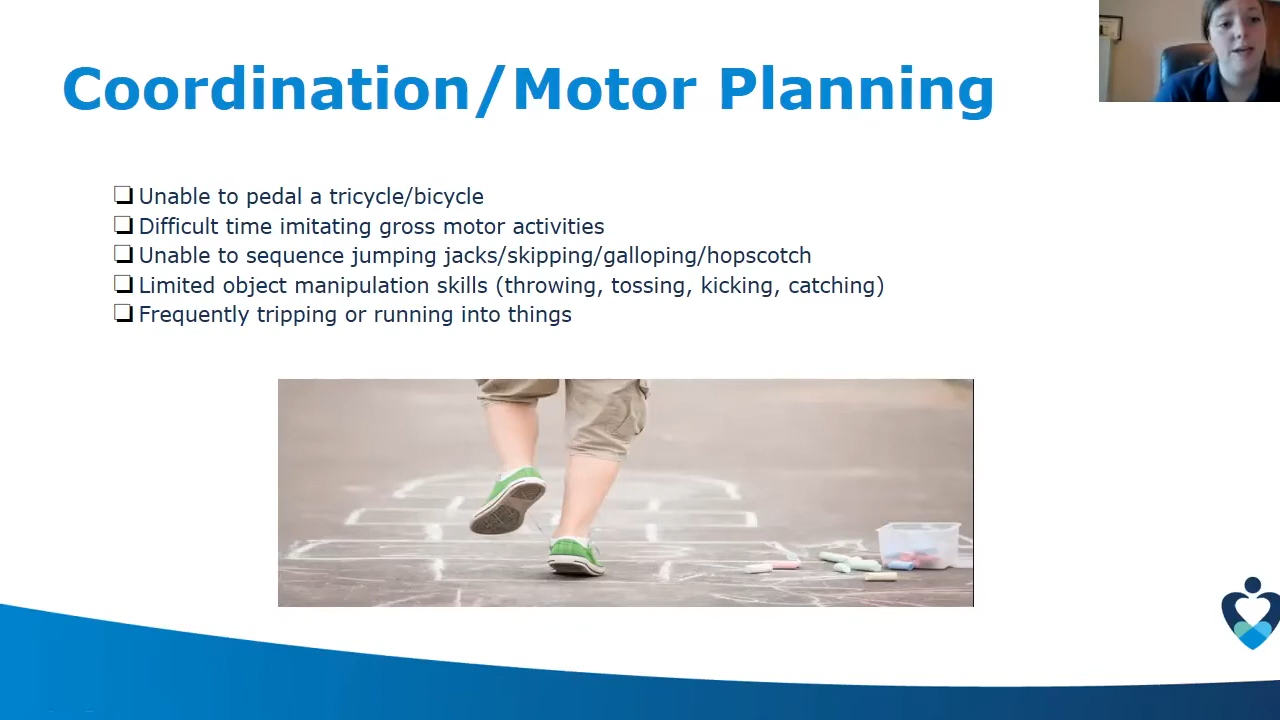 Coordination/Motor Planning
❏ Unable to pedal a tricycle/bicycle
❏ Difficult time imitating gross motor activities
❏ Unable to sequence jumping jacks/skipping/galloping/hopscotch
❏ Limited object manipulation skills (throwing, tossing, kicking, catching)
❏ Frequently tripping or running into things